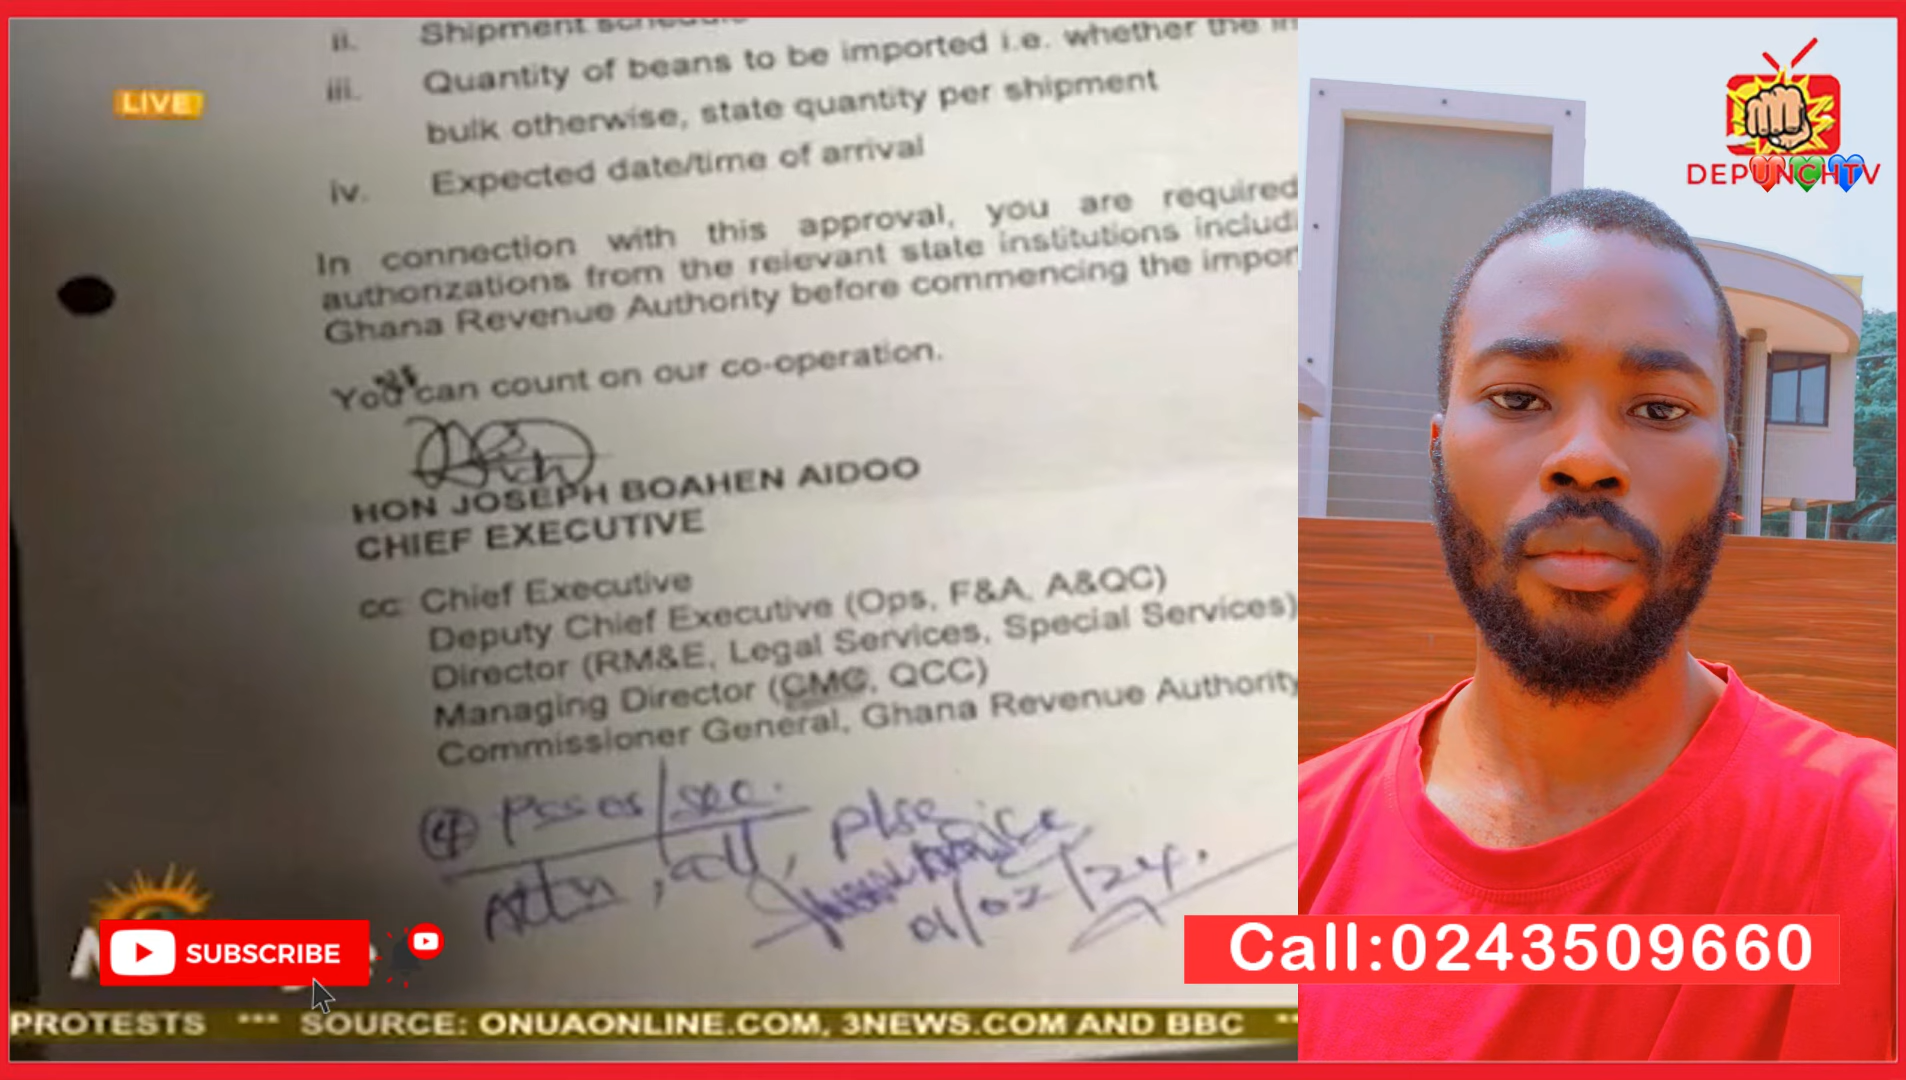 ii. Shipment schedule
iii. Quantity of beans to be imported i.e. whether the
bulk otherwise, state quantity per shipment
iv. Expected date/time of arrival
In connection with this approval, you are required
authorizations from the relevant state institutions includi
Ghana Revenue Authority before commencing the impor
You can count on our co-operation.
HON JOSEPH BOAHEN AIDOO
CHIEF EXECUTIVE
cc Chief Executive
Deputy Chief Executive (Ops, F&A, A&QC)
Director (RM&E, Legal Services, Special Services)
Managing Director (CMC, QCC)
Commissioner General, Ghana Revenue Authority
Attn, all, plse
01/02/24.
LIVE
DEPUNCHTV
SUBSCRIBE
Call:0243509660
PROTESTS *** SOURCE: ONUAONLINE.COM, 3NEWS.COM AND BBC